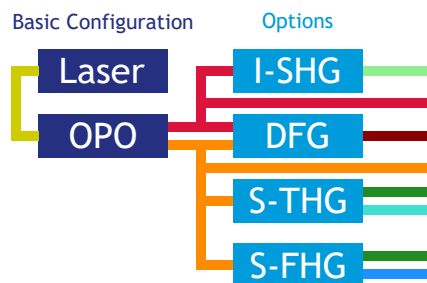 Basic Configuration Options
Laser I-SHG
OPO DFG
S-THG
S-FHG